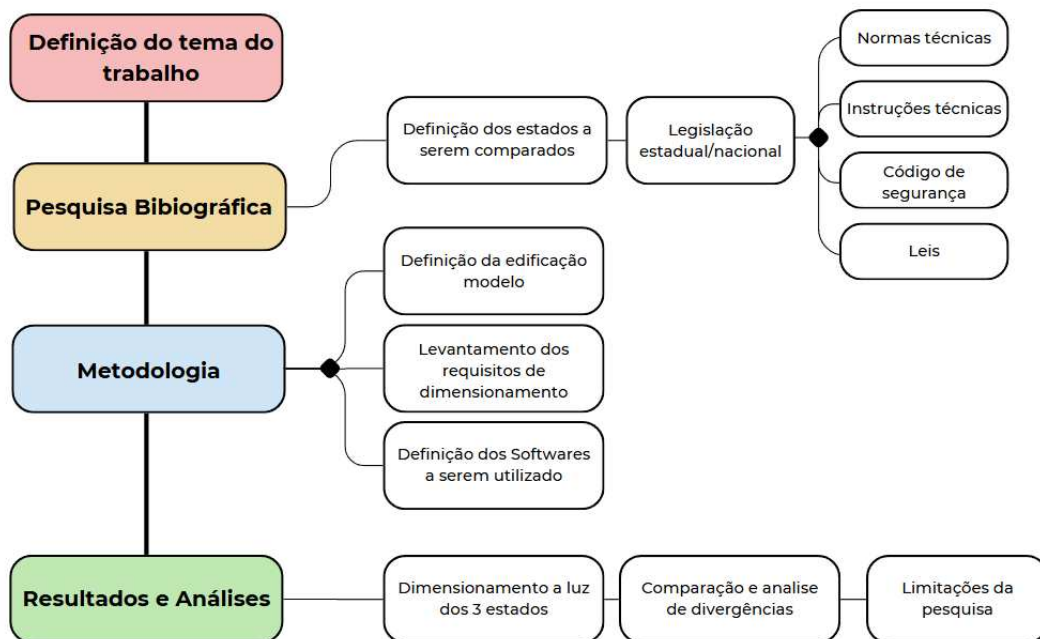 Definição do tema do
trabalho
Pesquisa Bibiográfica
Definição dos estados a
serem comparados
Legislação
estadual/nacional
Normas técnicas
Instruções técnicas
Código de
segurança
Leis
Metodologia
Definição da edificação
modelo
Levantamento dos
requisitos de
dimensionamento
Definição dos Softwares
a serem utilizado
Resultados e Análises
Dimensionamento a luz
dos 3 estados
Comparação e analise
de divergências
Limitações da
pesquisa